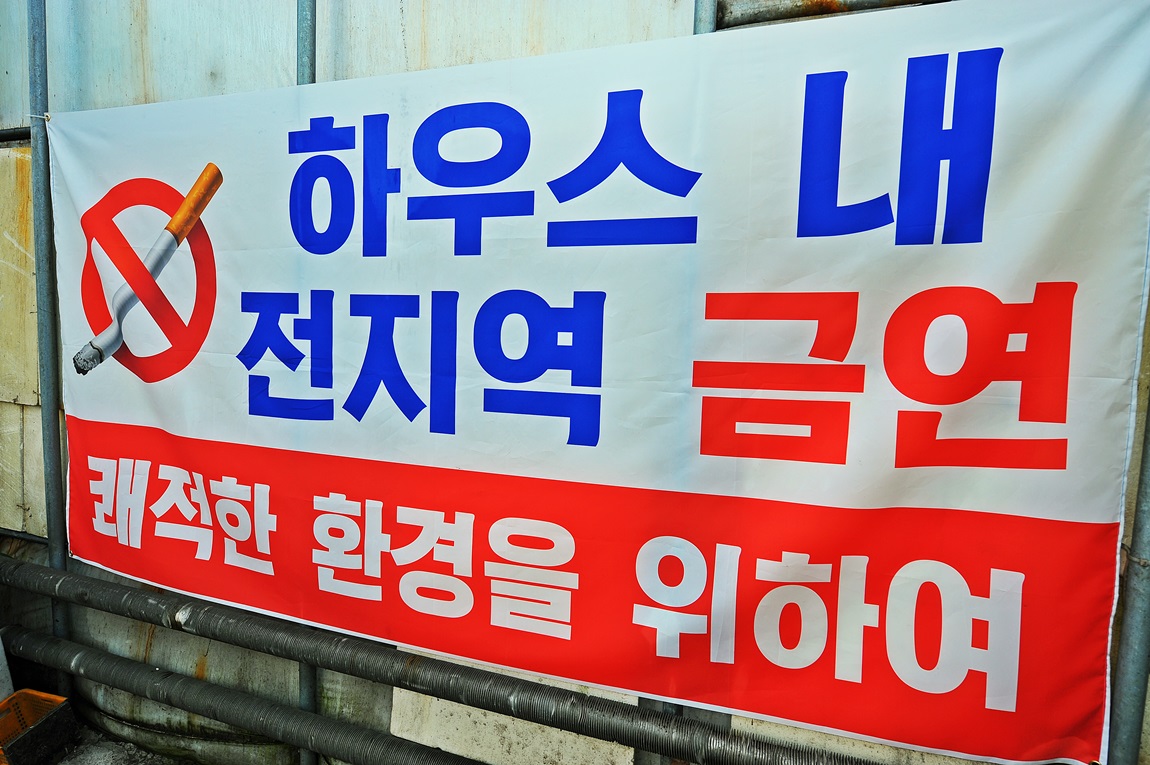 하우스 내
전지역 금연
쾌적한 환경을 위하여